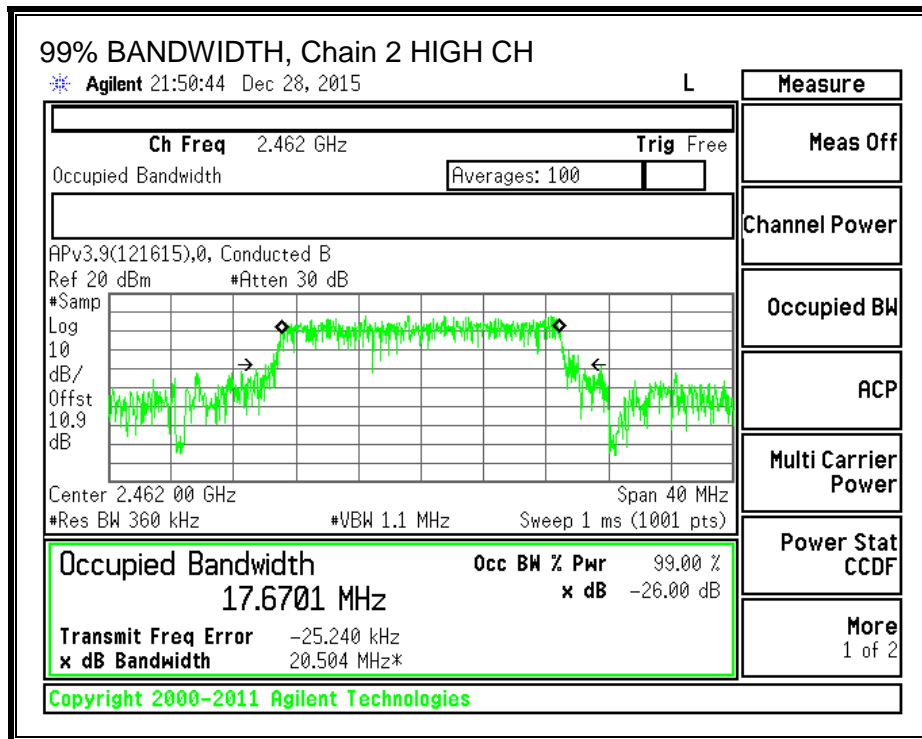 99% BANDWIDTH, Chain 2 HIGH CH
Agilent 21:50:44 Dec 28, 2015 L
Measure
Ch Freq 2.462 GHz Trig Free
Meas Off
Occupied Bandwidth Averages: 100
Channel Power
APv3.9(121615),0, Conducted B
Ref 20 dBm #Atten 30 dB
#Samp
Log
10
dB/
Offst
10.9
dB
Occupied BW
ACP
Multi Carrier
Power
Center 2.462 00 GHz Span 40 MHz
#Res BW 360 kHz #VBW 1.1 MHz Sweep 1 ms (1001 pts)
Power Stat
CCDF
Occupied Bandwidth Occ BW % Pwr 99.00 %
17.6701 MHz x dB -26.00 dB
Transmit Freq Error -25.240 kHz
x dB Bandwidth 20.504 MHz*
More
1 of 2
Copyright 2000-2011 Agilent Technologies